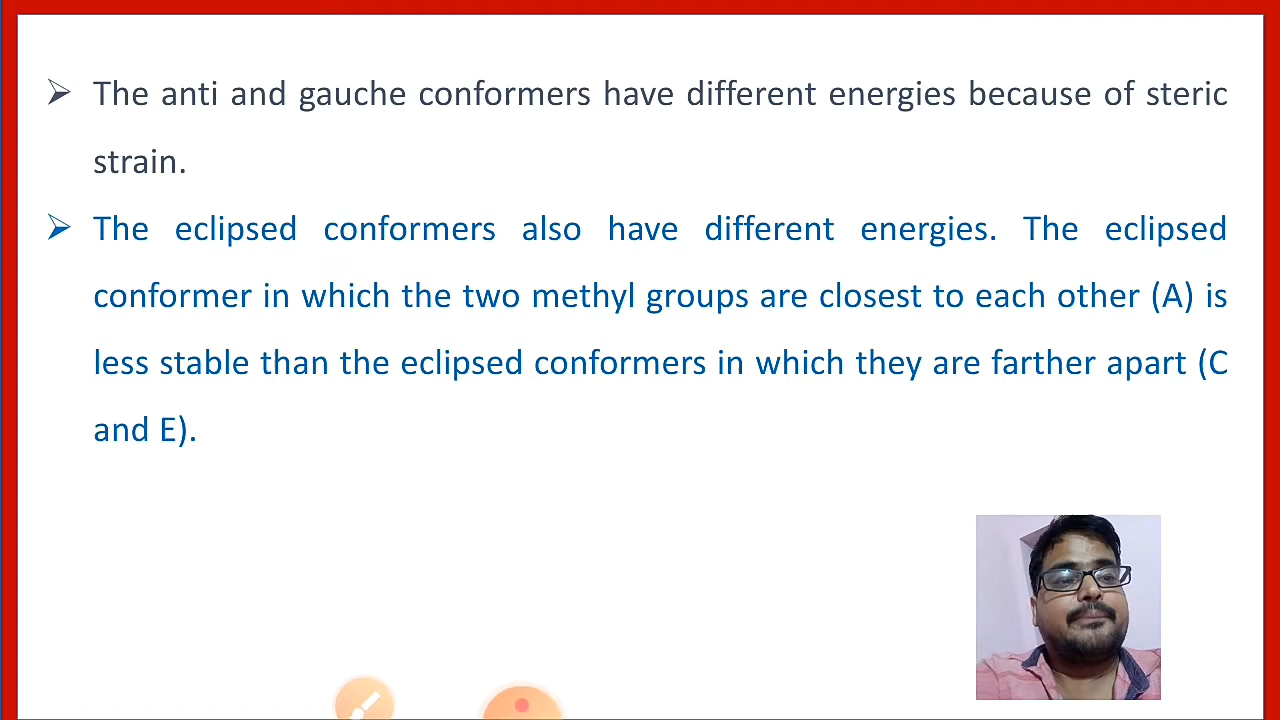 The anti and gauche conformers have different energies because of steric
strain.
The eclipsed conformers also have different energies. The eclipsed
conformer in which the two methyl groups are closest to each other (A) is
less stable than the eclipsed conformers in which they are farther apart (C
and E).